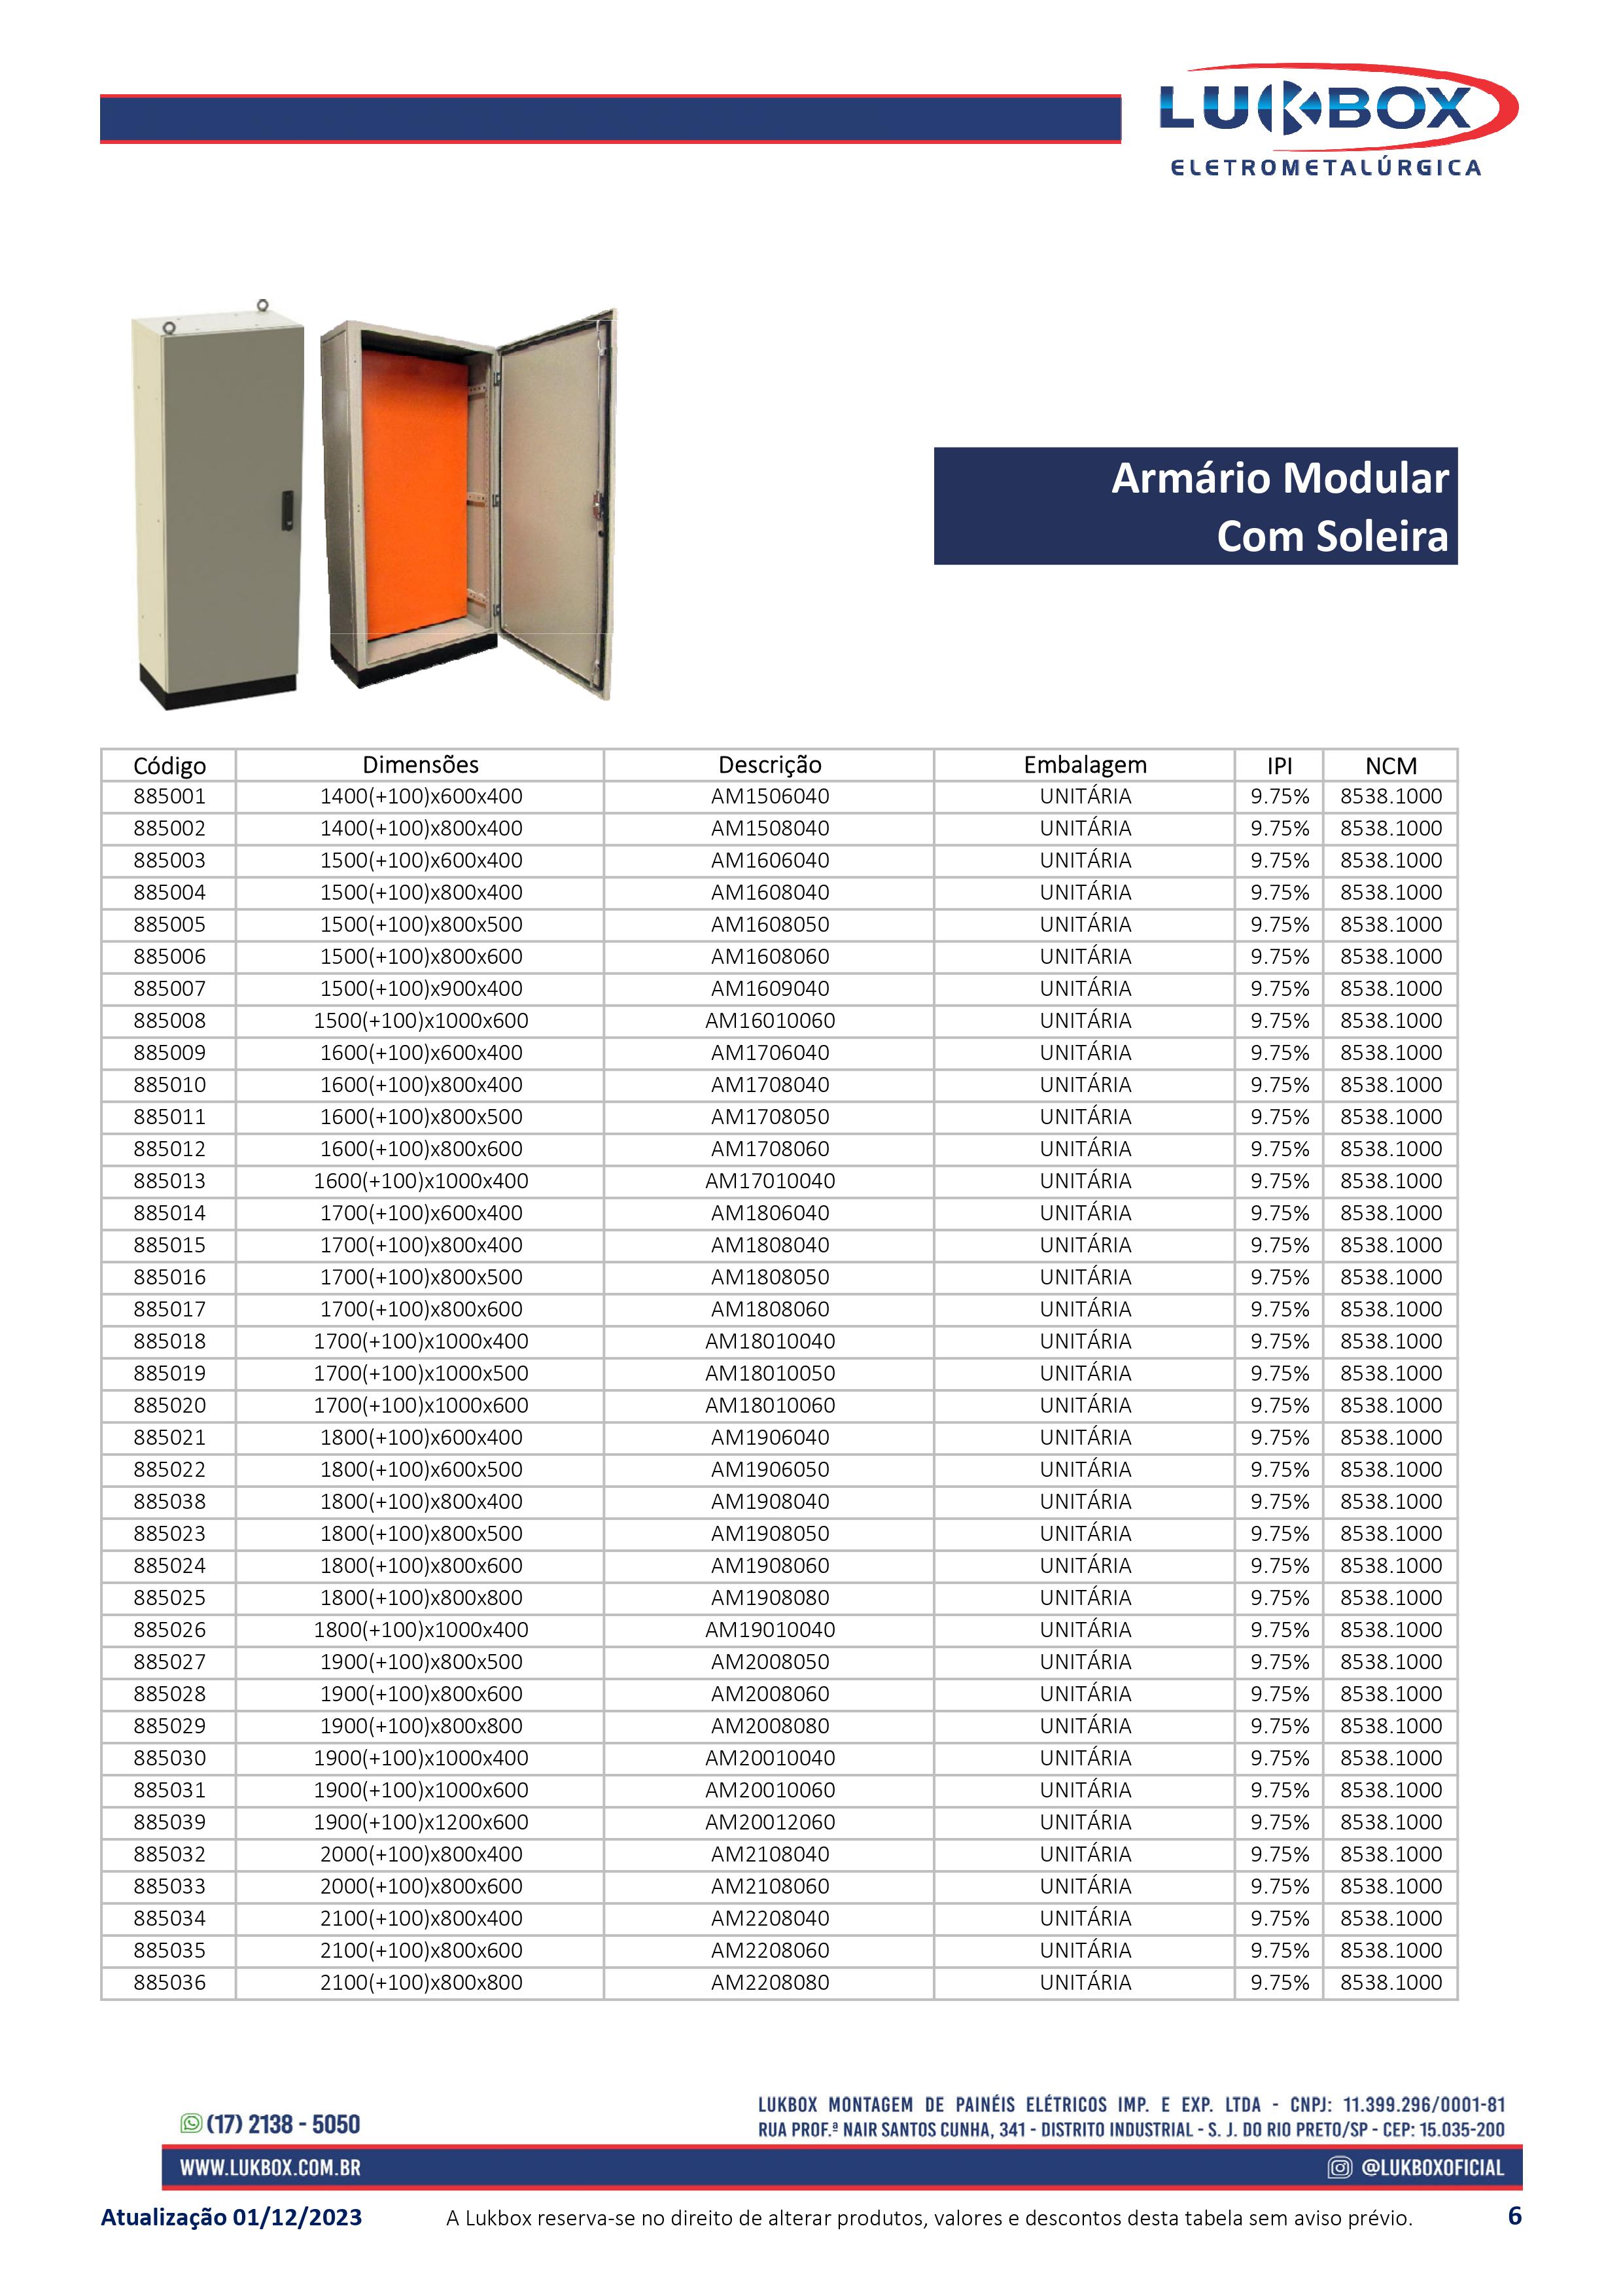 LUKBOX
ELETROMETALÚRGICA
Armário Modular
Com Soleira
Código Dimensões Descrição Embalagem IPI NCM
885001 1400(+100)x600x400 AM1506040 UNITÁRIA 9.75% 8538.1000
885002 1400(+100)x800x400 AM1508040 UNITÁRIA 9.75% 8538.1000
885003 1500(+100)x600x400 AM1606040 UNITÁRIA 9.75% 8538.1000
885004 1500(+100)x800x400 AM1608040 UNITÁRIA 9.75% 8538.1000
885005 1500(+100)x800x500 AM1608050 UNITÁRIA 9.75% 8538.1000
885006 1500(+100)x800x600 AM1608060 UNITÁRIA 9.75% 8538.1000
885007 1500(+100)x900x400 AM1609040 UNITÁRIA 9.75% 8538.1000
885008 1500(+100)x1000x600 AM16010060 UNITÁRIA 9.75% 8538.1000
885009 1600(+100)x600x400 AM1706040 UNITÁRIA 9.75% 8538.1000
885010 1600(+100)x800x400 AM1708040 UNITÁRIA 9.75% 8538.1000
885011 1600(+100)x800x500 AM1708050 UNITÁRIA 9.75% 8538.1000
885012 1600(+100)x800x600 AM1708060 UNITÁRIA 9.75% 8538.1000
885013 1600(+100)x1000x400 AM17010040 UNITÁRIA 9.75% 8538.1000
885014 1700(+100)x600x400 AM1806040 UNITÁRIA 9.75% 8538.1000
885015 1700(+100)x800x400 AM1808040 UNITÁRIA 9.75% 8538.1000
885016 1700(+100)x800x500 AM1808050 UNITÁRIA 9.75% 8538.1000
885017 1700(+100)x800x600 AM1808060 UNITÁRIA 9.75% 8538.1000
885018 1700(+100)x1000x400 AM18010040 UNITÁRIA 9.75% 8538.1000
885019 1700(+100)x1000x500 AM18010050 UNITÁRIA 9.75% 8538.1000
885020 1700(+100)x1000x600 AM18010060 UNITÁRIA 9.75% 8538.1000
885021 1800(+100)x600x400 AM1906040 UNITÁRIA 9.75% 8538.1000
885022 1800(+100)x600x500 AM1906050 UNITÁRIA 9.75% 8538.1000
885038 1800(+100)x800x400 AM1908040 UNITÁRIA 9.75% 8538.1000
885023 1800(+100)x800x500 AM1908050 UNITÁRIA 9.75% 8538.1000
885024 1800(+100)x800x600 AM1908060 UNITÁRIA 9.75% 8538.1000
885025 1800(+100)x800x800 AM1908080 UNITÁRIA 9.75% 8538.1000
885026 1800(+100)x1000x400 AM19010040 UNITÁRIA 9.75% 8538.1000
885027 1900(+100)x800x500 AM2008050 UNITÁRIA 9.75% 8538.1000
885028 1900(+100)x800x600 AM2008060 UNITÁRIA 9.75% 8538.1000
885029 1900(+100)x800x800 AM2008080 UNITÁRIA 9.75% 8538.1000
885030 1900(+100)x1000x400 AM20010040 UNITÁRIA 9.75% 8538.1000
885031 1900(+100)x1000x600 AM20010060 UNITÁRIA 9.75% 8538.1000
885039 1900(+100)x1200x600 AM20012060 UNITÁRIA 9.75% 8538.1000
885032 2000(+100)x800x400 AM2108040 UNITÁRIA 9.75% 8538.1000
885033 2000(+100)x800x600 AM2108060 UNITÁRIA 9.75% 8538.1000
885034 2100(+100)x800x400 AM2208040 UNITÁRIA 9.75% 8538.1000
885035 2100(+100)x800x600 AM2208060 UNITÁRIA 9.75% 8538.1000
885036 2100(+100)x800x800 AM2208080 UNITÁRIA 9.75% 8538.1000
LUKBOX MONTAGEM DE PAINÉIS ELÉTRICOS IMP. E EXP. LTDA - CNPJ: 11.399.296/0001-81
(17) 2138 - 5050
RUA PROF.ª NAIR SANTOS CUNHA, 341 - DISTRITO INDUSTRIAL - S. J. DO RIO PRETO/SP - CEP: 15.035-200
WWW.LUKBOX.COM.BR @LUKBOXOFICIAL
Atualização 01/12/2023 A Lukbox reserva-se no direito de alterar produtos, valores e descontos desta tabela sem aviso prévio. 6